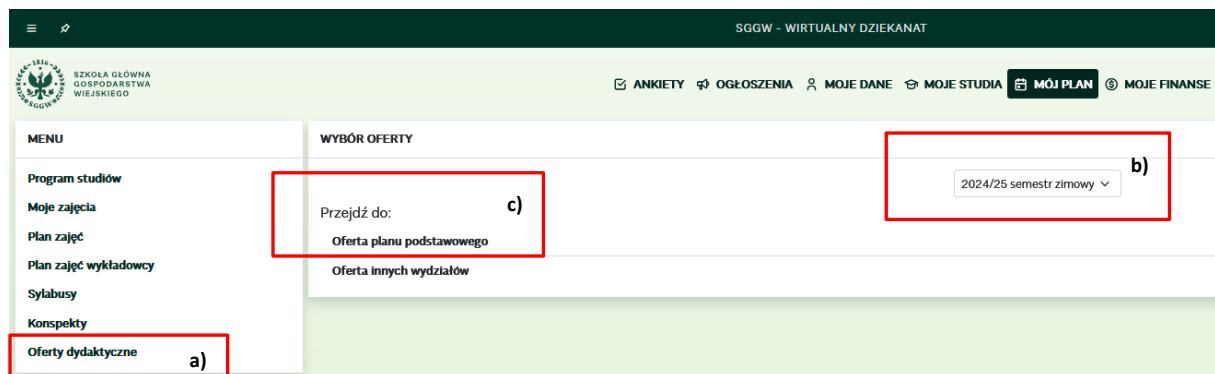 SGGW - WIRTUALNY DZIEKANAT
1816
SGGW
SZKOŁA GŁÓWNA
GOSPODARSTWA
WIEJSKIEGO
ANKIETY OGŁOSZENIA MOJE DANE MOJE STUDIA MÓJ PLAN MOJE FINANSE
MENU
Program studiów
Moje zajęcia
Plan zajęć
Plan zajęć wykładowcy
Sylabusy
Konspekty
Oferty dydaktyczne a)
WYBÓR OFERTY
b)
2024/25 semestr zimowy
Przejdź do: c)
Oferta planu podstawowego
Oferta innych wydziałów